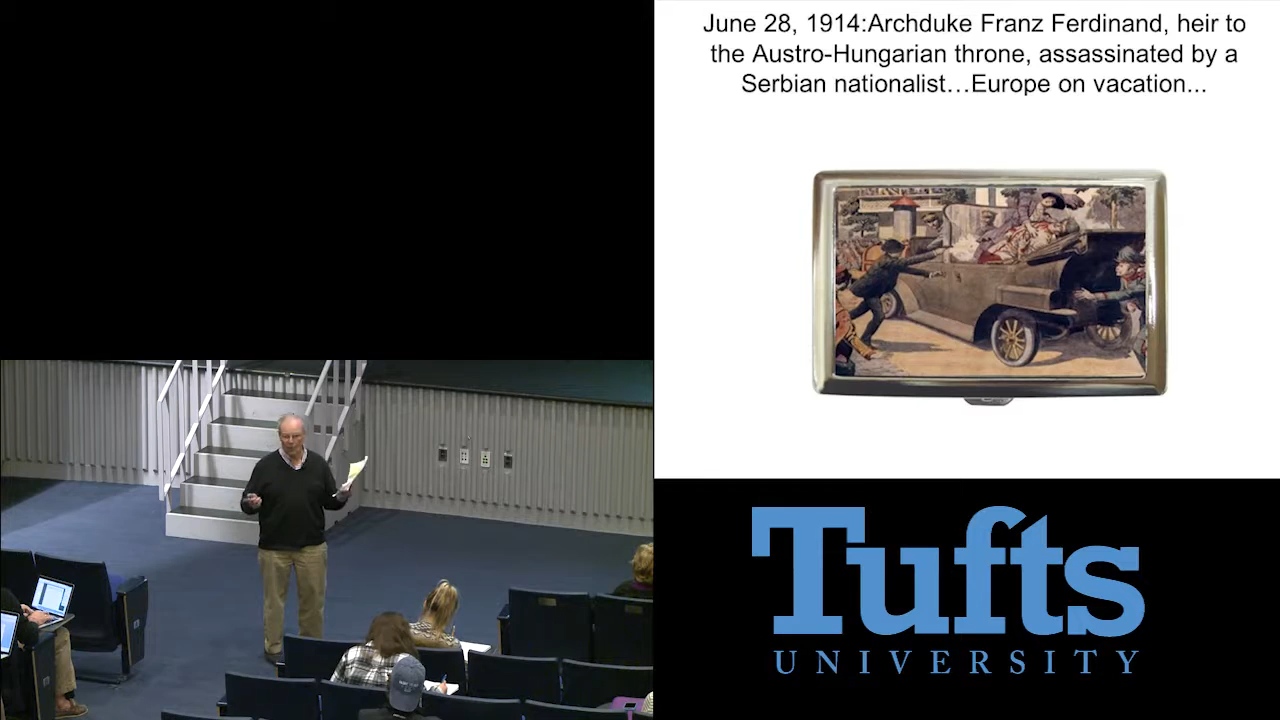 June 28, 1914:Archduke Franz Ferdinand, heir to
the Austro-Hungarian throne, assassinated by a
Serbian nationalist…Europe on vacation...
Tufts
UNIVERSITY